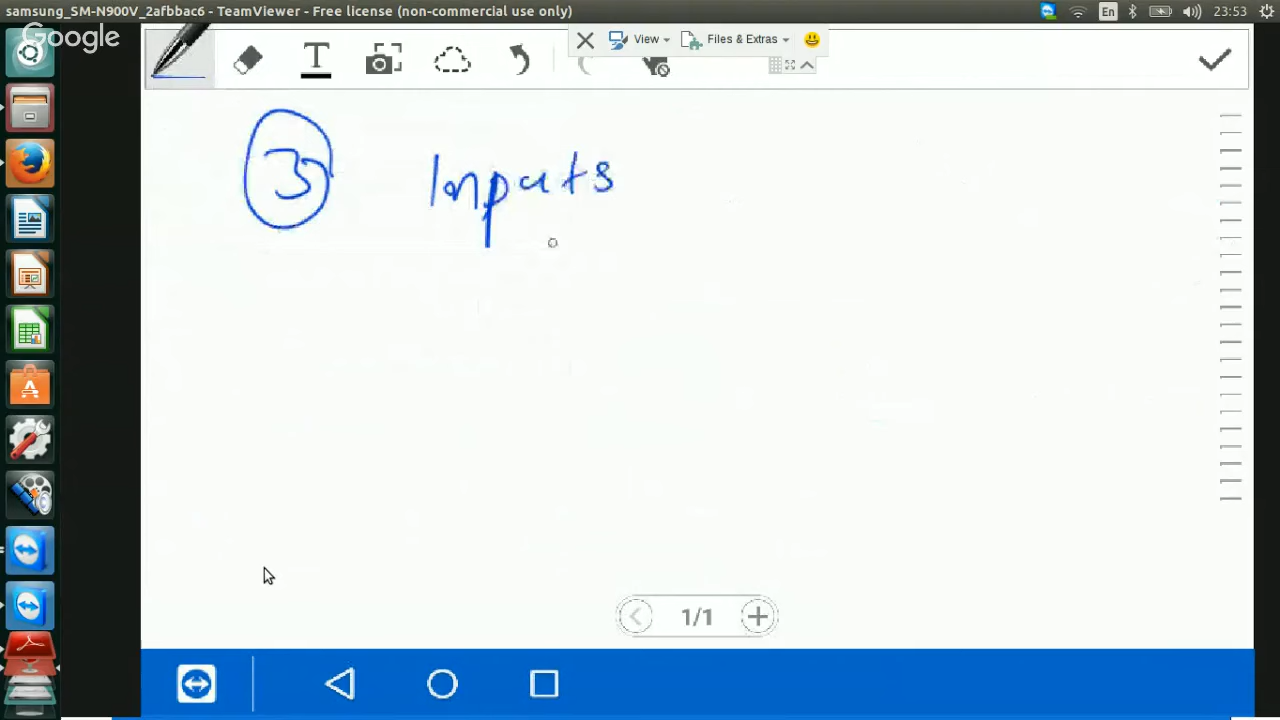 samsung_SM-N900V_2afbbac6 - TeamViewer - Free license (non-commercial use only)
En
23:53
Google
T
View
Files & Extras
3 Inputs
1/1